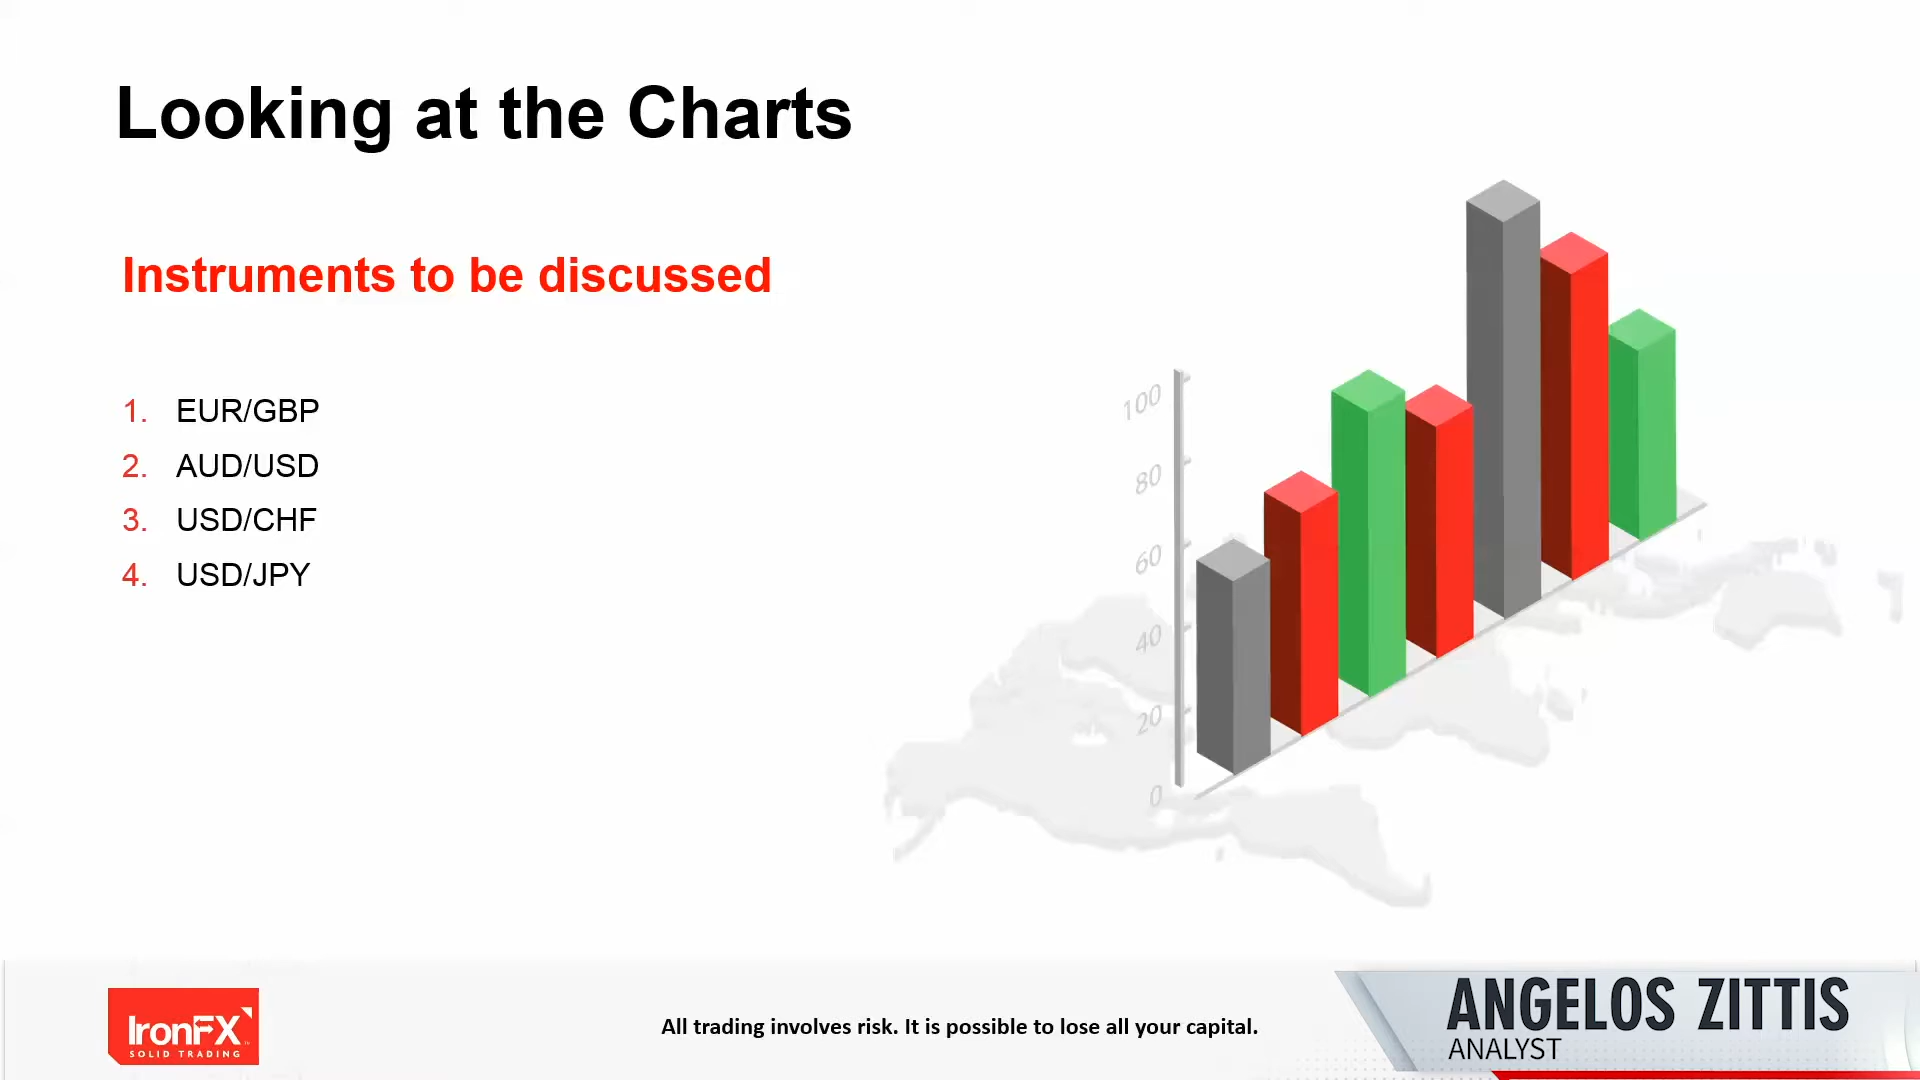 Looking at the Charts
Instruments to be discussed
1. EUR/GBP
2. AUD/USD
3. USD/CHF
4. USD/JPY
100
80
60
40
20
0
IronFX
SOLID TRADING
All trading involves risk. It is possible to lose all your capital.
ANGELOS ZITTIS
ANALYST